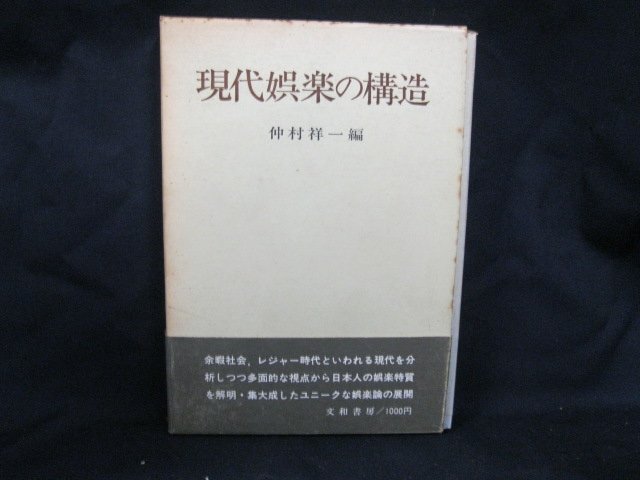 現代娯楽の構造
仲村祥一編
余暇社会，レジャー時代といわれる現代を分
析しつつ多面的な視点から日本人の娯楽特質
を解明・集大成したユニークな娯楽論の展開
文和書房/1000円